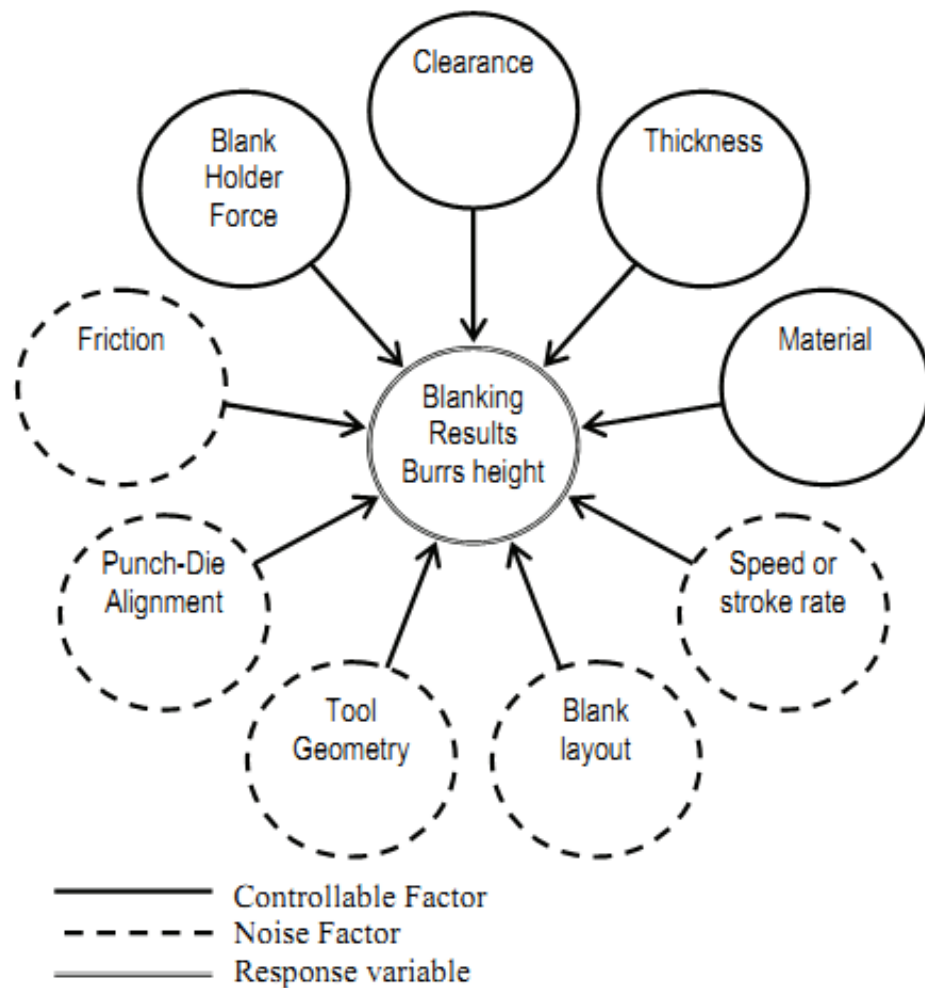 Clearance
Blank
Holder
Force
Thickness
Friction
Material
Blanking
Results
Burrs height
Punch-Die
Alignment
Speed or
stroke rate
Tool
Geometry
Blank
layout
Controllable Factor
Noise Factor
Response variable